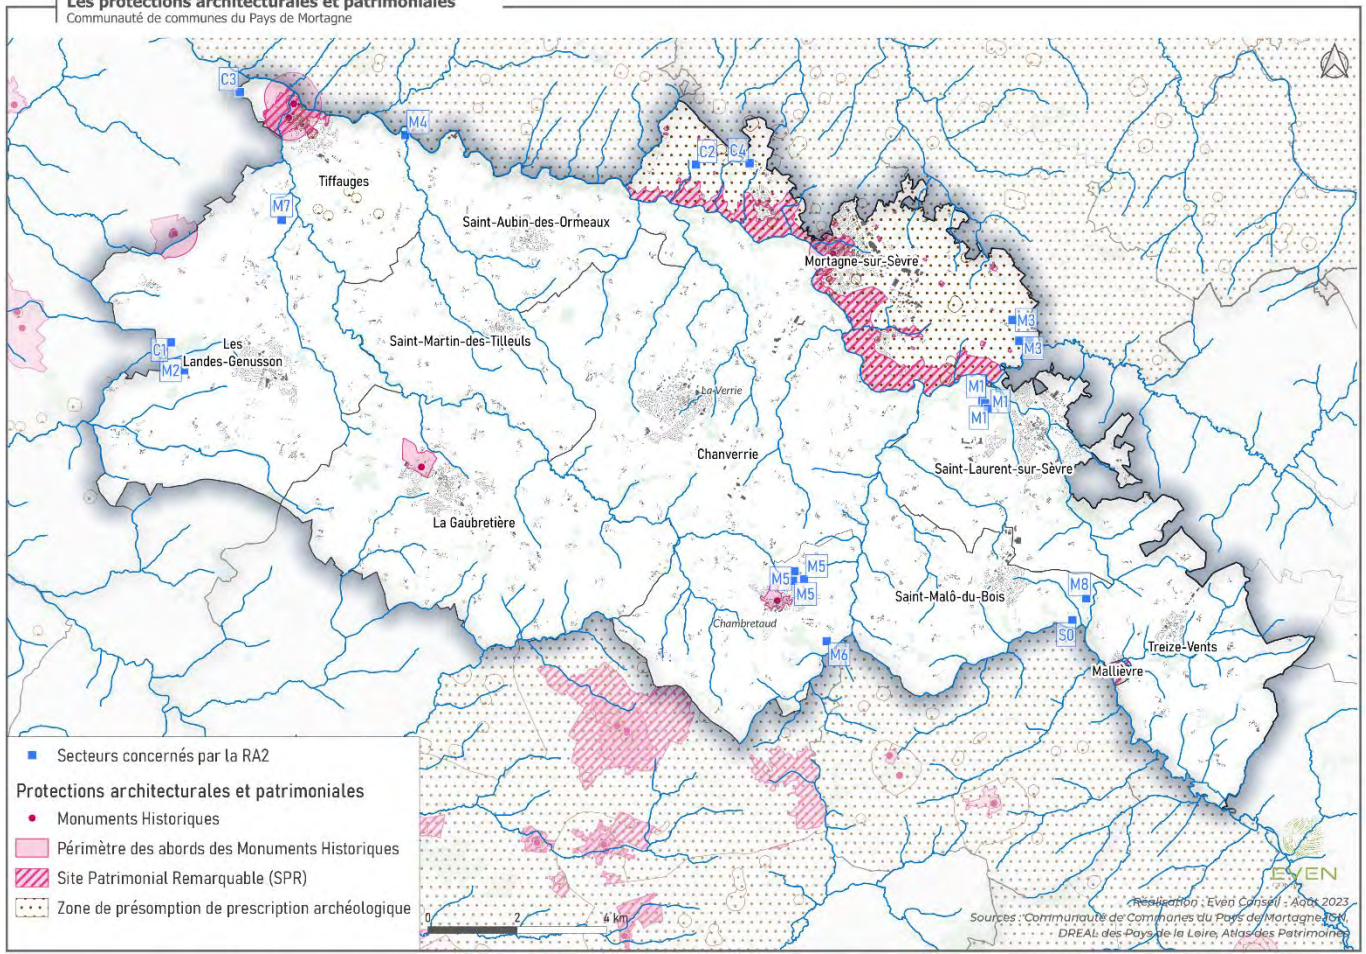 Les protections architecturales et patrimoniales
Communauté de communes du Pays de Mortagne
C3
M4
C2
C4
Tiffauges
M7
Saint-Aubin-des-Ormeaux
Mortagne-sur-Sèvre
M3
M3
C1
Les
Landes-Genusson
M2
Saint-Martin-des-Tilleuls
La Verrie
M1
M1
M1
Chanverrie
Saint-Laurent-sur-Sèvre
La Gaubretière
M5
M5
M5
Saint-Malô-du-Bois
M8
Chambretaud
M6
S0
Treize-Vents
Mallièvre
Secteurs concernés par la RA2
Protections architecturales et patrimoniales
Monuments Historiques
Périmètre des abords des Monuments Historiques
Site Patrimonial Remarquable (SPR)
Zone de présomption de prescription archéologique
0 2 4 km
EVEN
Réalisation : Even Conseil - Août 2023
Sources : Communauté de Communes du Pays de Mortagne, IGN,
DREAL des Pays de la Loire, Atlas des Patrimoines